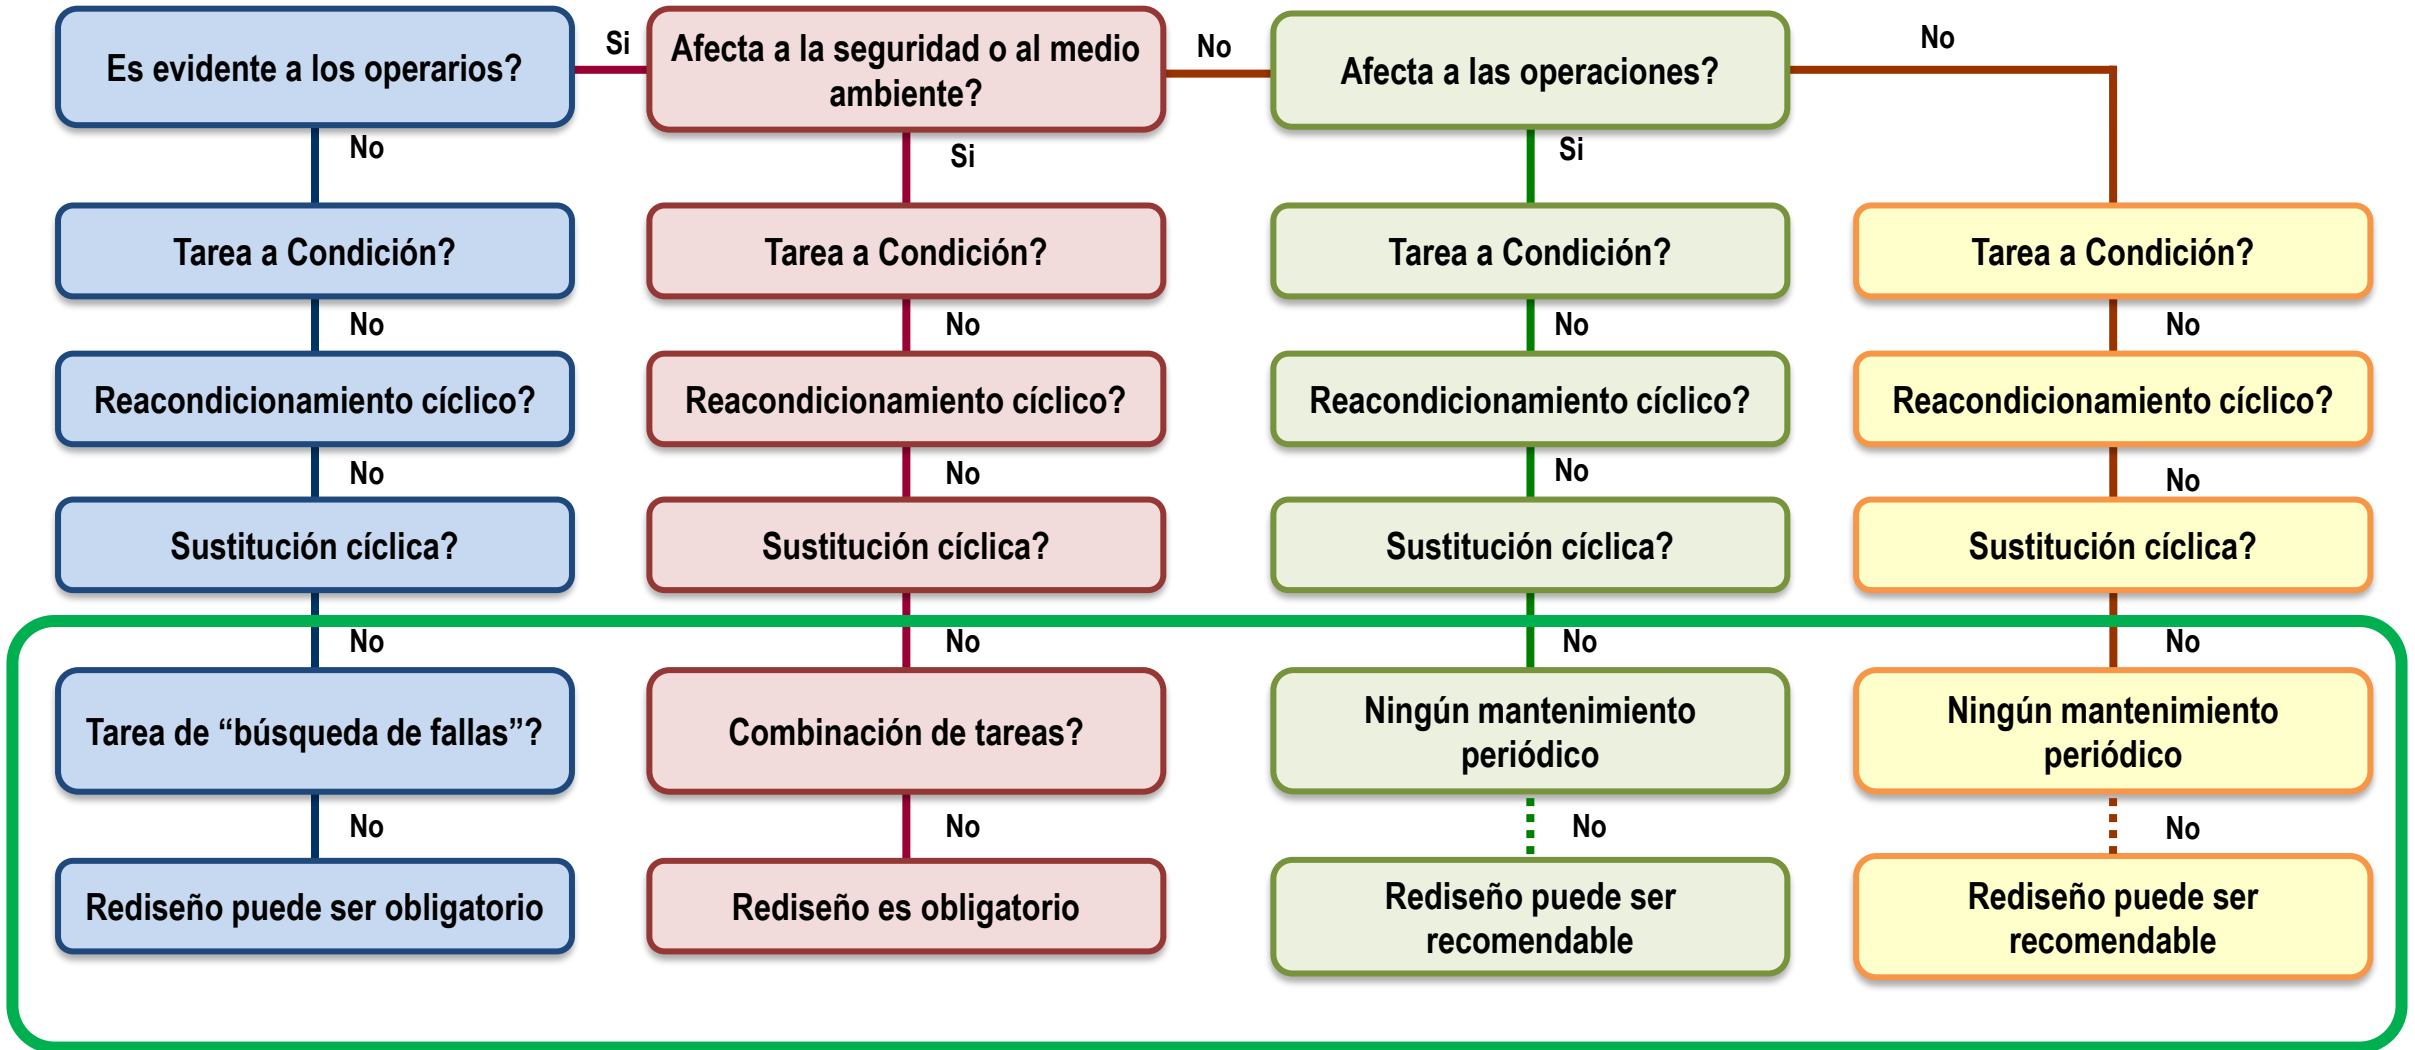 Es evidente a los operarios?
Si
Afecta a la seguridad o al medio
ambiente?
No
Afecta a las operaciones?
No
No
Si
Si
Tarea a Condición?
Tarea a Condición?
Tarea a Condición?
Tarea a Condición?
No
No
No
No
Reacondicionamiento cíclico?
Reacondicionamiento cíclico?
Reacondicionamiento cíclico?
Reacondicionamiento cíclico?
No
No
No
No
Sustitución cíclica?
Sustitución cíclica?
Sustitución cíclica?
Sustitución cíclica?
No
No
No
No
Tarea de “búsqueda de fallas”?
Combinación de tareas?
Ningún mantenimiento
periódico
Ningún mantenimiento
periódico
No
No
No
No
Rediseño puede ser obligatorio
Rediseño es obligatorio
Rediseño puede ser
recomendable
Rediseño puede ser
recomendable